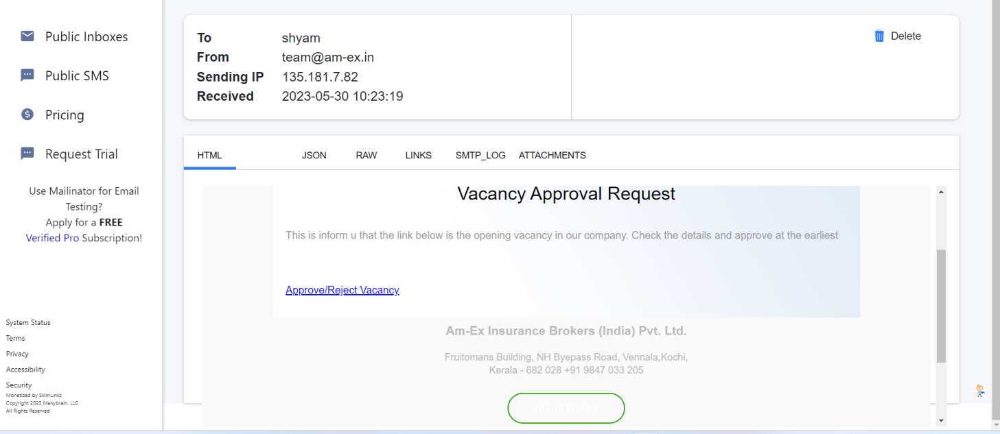 Public Inboxes
Public SMS
Pricing
Request Trial
Use Mailinator for Email
Testing?
Apply for a FREE
Verified Pro Subscription!
System Status
Terms
Privacy
Accessibility
Security
Monetized by SkimLinks
Copyright 2023 Manybrain, LLC.
All Rights Reserved
To shyam
From team@am-ex.in
Sending IP 135.181.7.82
Received 2023-05-30 10:23:19
Delete
HTML JSON RAW LINKS SMTP_LOG ATTACHMENTS
Vacancy Approval Request
This is inform u that the link below is the opening vacancy in our company. Check the details and approve at the earliest
Approve/Reject Vacancy
Am-Ex Insurance Brokers (India) Pvt. Ltd.
Fruitomans Building, NH Byepass Road, Vennala,Kochi,
Kerala - 682 028 +91 9847 033 205
UNSUBSCRIBE